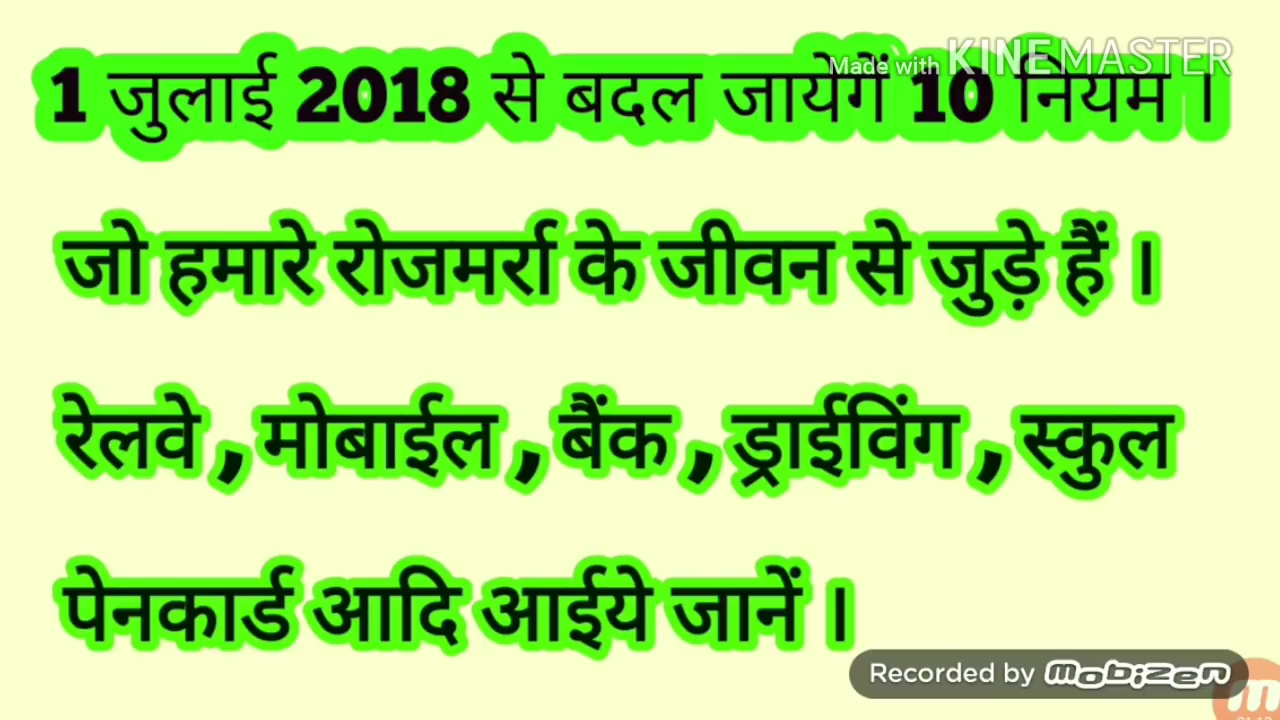 Made with KINEMASTER
1 जुलाई 2018 से बदल जायेगें 10 नियम ।
जो हमारे रोजमर्रा के जीवन से जुड़े हैं ।
रेलवे , मोबाईल , बैंक , ड्राईविंग , स्कुल
पेनकार्ड आदि आईये जानें ।
Recorded by mobizen